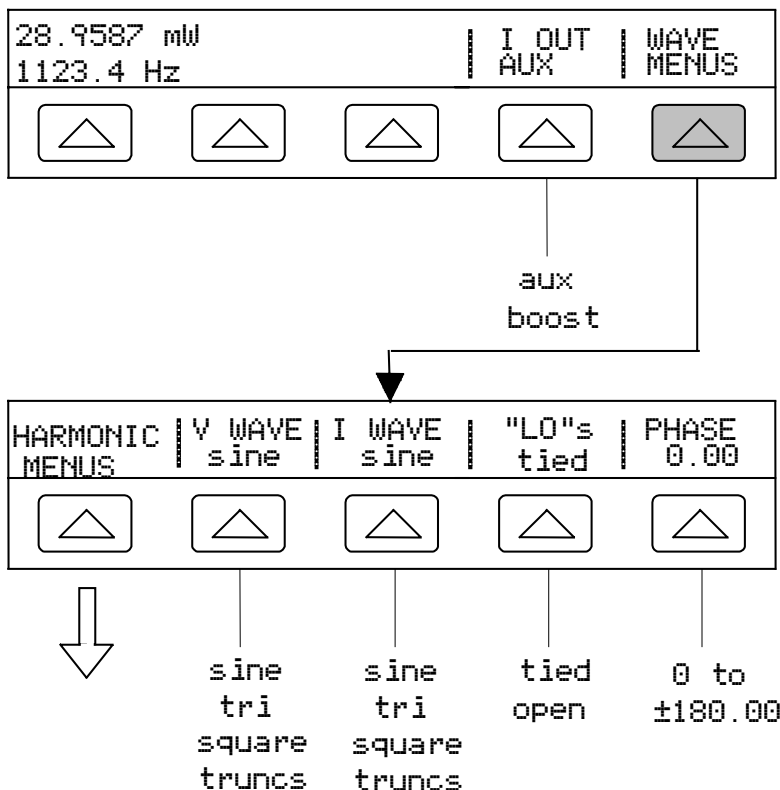 28.9587 mW
1123.4 Hz
I OUT
AUX
WAVE
MENUS
aux
boost
HARMONIC
MENUS
V WAVE
sine
I WAVE
sine
"LO"s
tied
PHASE
0.00
sine
tri
square
truncs
sine
tri
square
truncs
tied
open
0 to
±180.00